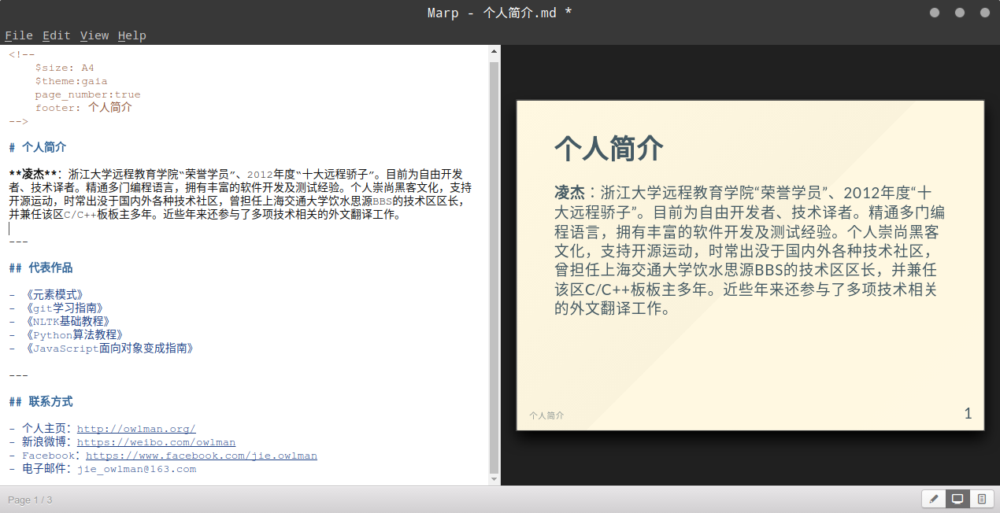 Marp - 个人简介.md *
File Edit View Help
<!--
$size: A4
$theme:gaia
page_number:true
footer: 个人简介
-->
# 个人简介
**凌杰**：浙江大学远程教育学院“荣誉学员”、2012年度“十大远程骄子”。目前为自由开发
者、技术译者。精通多门编程语言，拥有丰富的软件开发及测试经验。个人崇尚黑客文化，支持
开源运动，时常出没于国内外各种技术社区，曾担任上海交通大学饮水思源BBS的技术区区长，
并兼任该区C/C++板板主多年。近些年来还参与了多项技术相关的外文翻译工作。
---
## 代表作品
- 《元素模式》
- 《git学习指南》
- 《NLTK基础教程》
- 《Python算法教程》
- 《JavaScript面向对象变成指南》
---
## 联系方式
- 个人主页：http://owlman.org/
- 新浪微博：https://weibo.com/owlman
- Facebook：https://www.facebook.com/jie.owlman
- 电子邮件：jie_owlman@163.com
个人简介
凌杰：浙江大学远程教育学院“荣誉学员”、2012年度“十
大远程骄子”。目前为自由开发者、技术译者。精通多门编
程语言，拥有丰富的软件开发及测试经验。个人崇尚黑客
文化，支持开源运动，时常出没于国内外各种技术社区，
曾担任上海交通大学饮水思源BBS的技术区区长，并兼任
该区C/C++板板主多年。近些年来还参与了多项技术相关
的外文翻译工作。
个人简介
1
Page 1 / 3